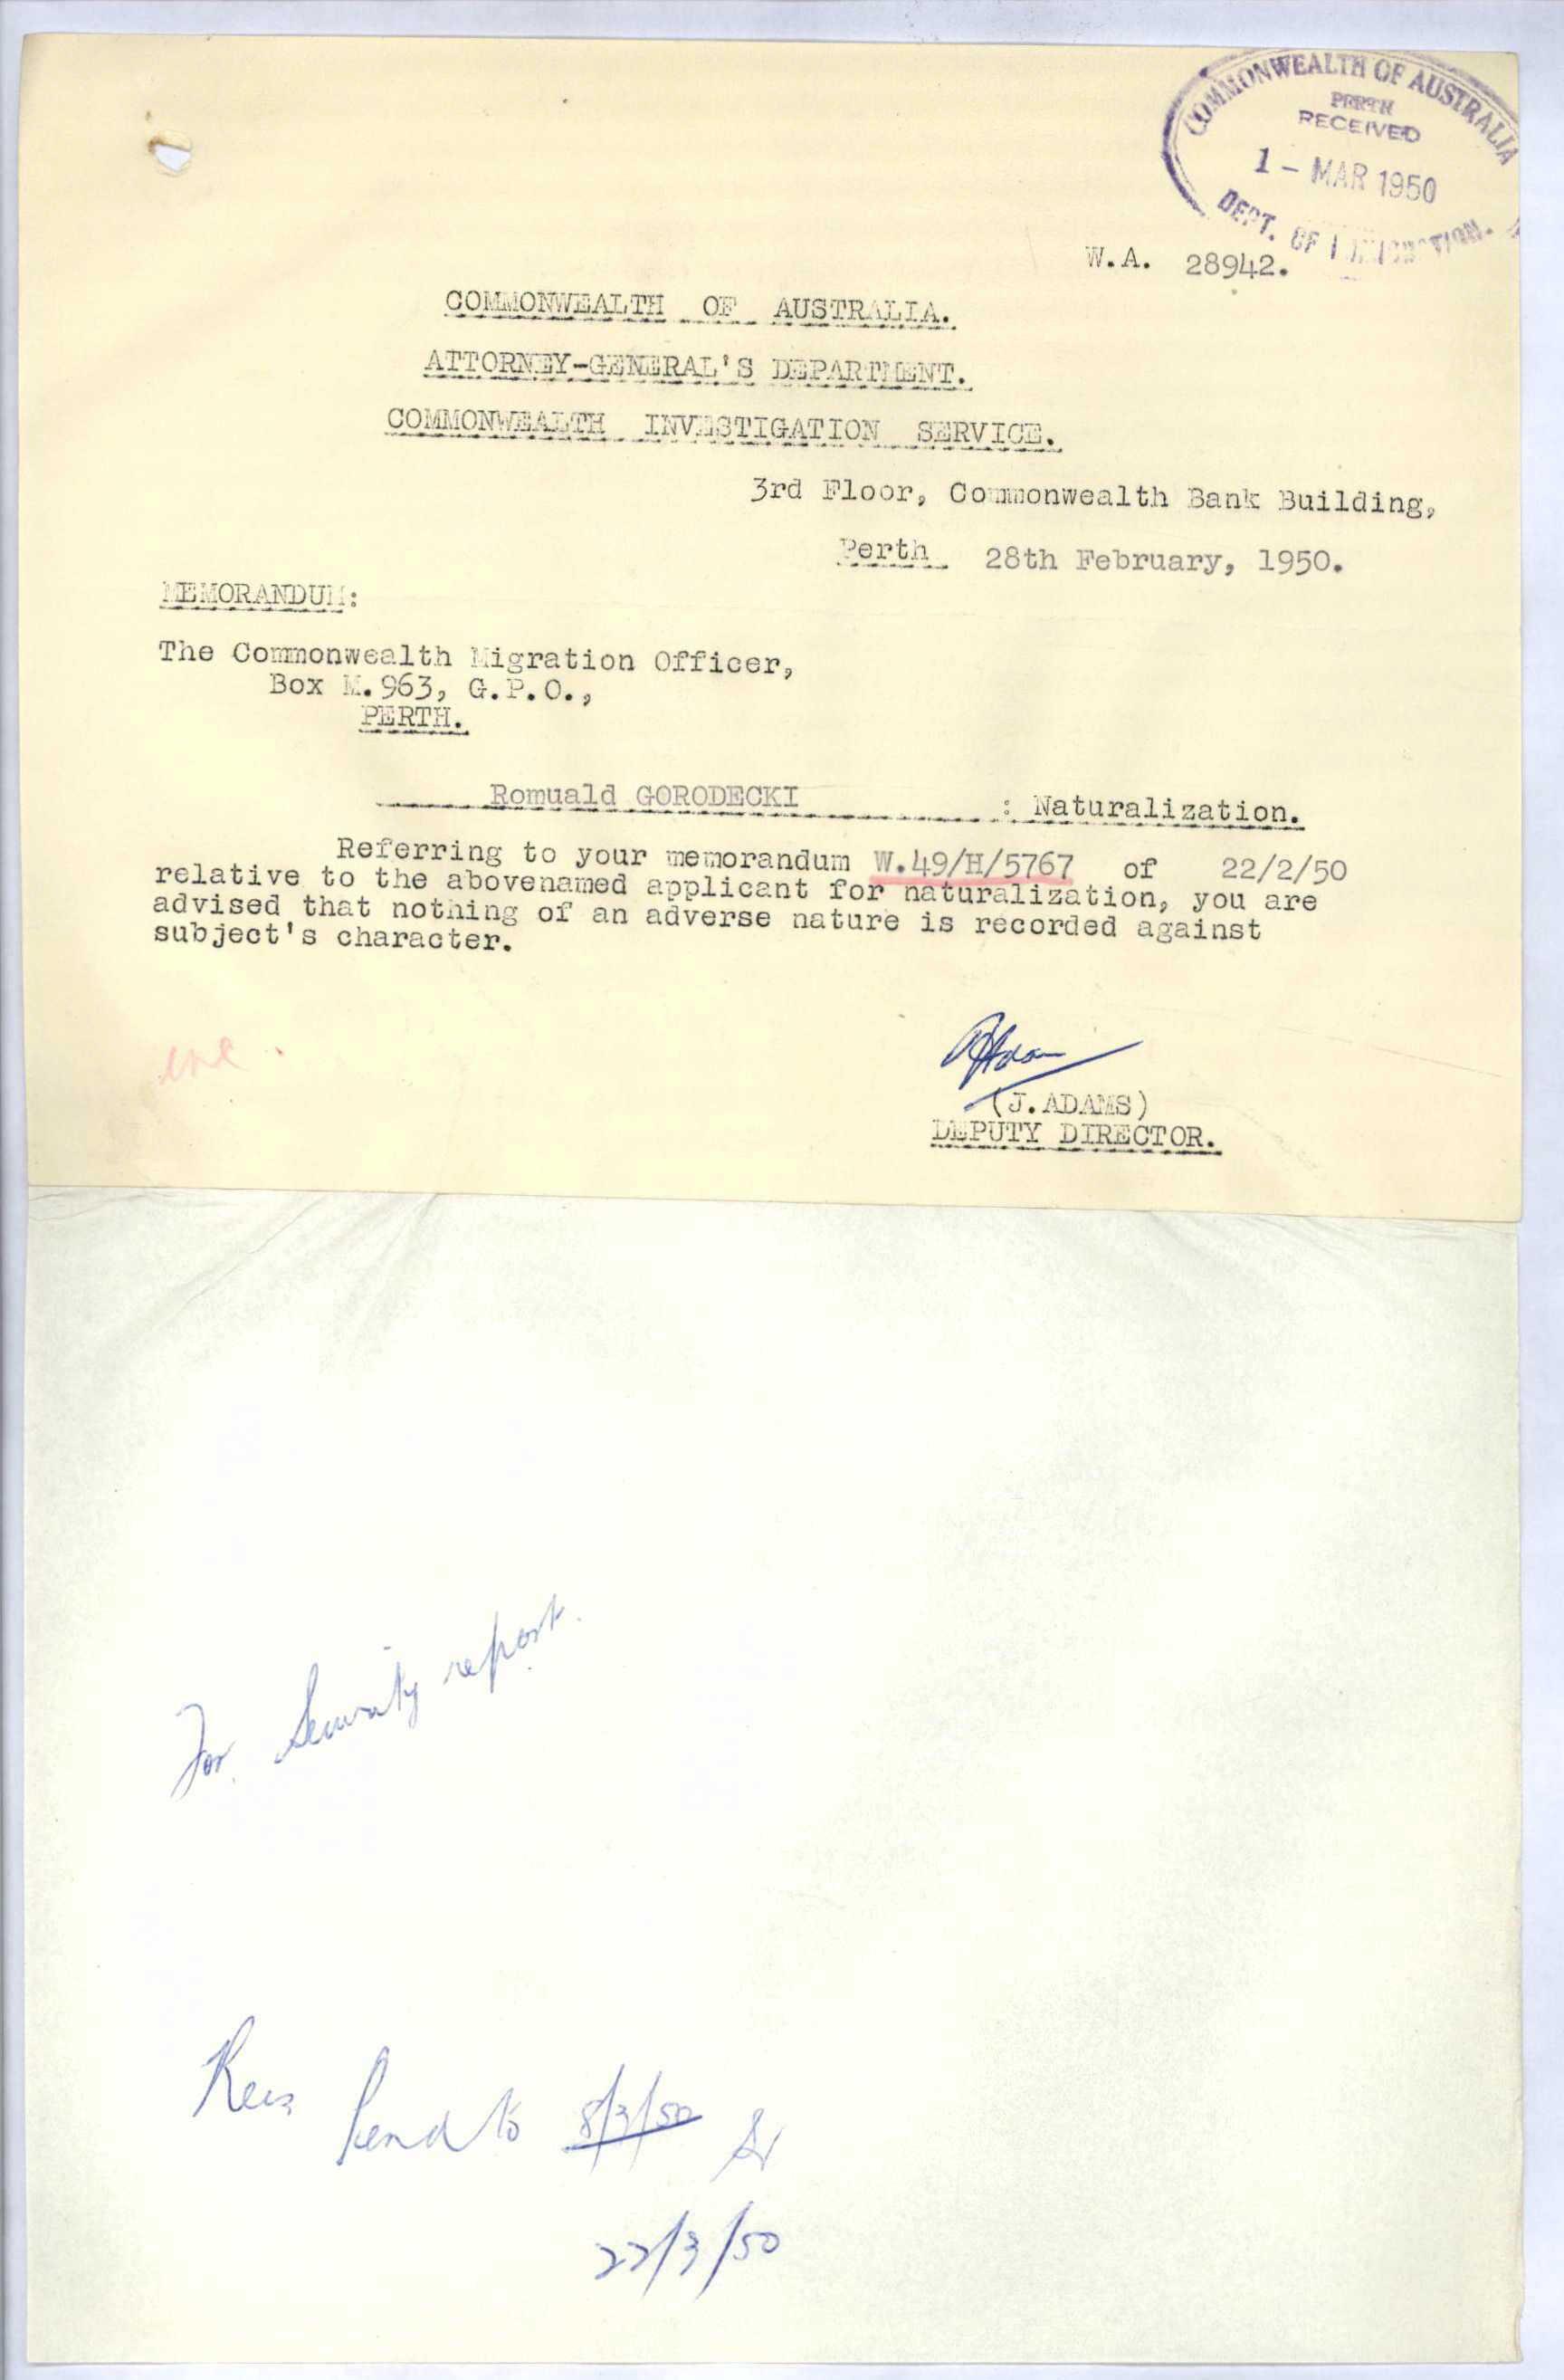 COMMONWEALTH OF AUSTRALIA
PERTH
RECEIVED
1 - MAR 1950
DEPT. OF IMMIGRATION.
W.A. 28942.
COMMONWEALTH OF AUSTRALIA.
ATTORNEY-GENERAL'S DEPARTMENT.
COMMONWEALTH INVESTIGATION SERVICE.
3rd Floor, Commonwealth Bank Building,
Perth 28th February, 1950.
MEMORANDUM:
The Commonwealth Migration Officer,
Box M.963, G.P.O.,
PERTH.
Romuald GORODECKI : Naturalization.
Referring to your memorandum W.49/H/5767 of 22/2/50
relative to the abovenamed applicant for naturalization, you are
advised that nothing of an adverse nature is recorded against
subject's character.
(J.ADAMS)
DEPUTY DIRECTOR.
For Security report.
8/3/50
22/3/50